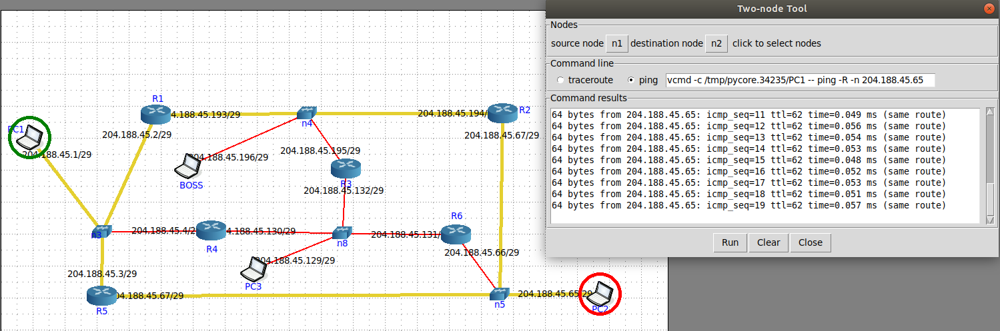 Two-node Tool
Nodes
source node n1 destination node n2 click to select nodes
Command line
traceroute ping vcmd -c /tmp/pycore.34235/PC1 -- ping -R -n 204.188.45.65
Command results
64 bytes from 204.188.45.65: icmp_seq=11 ttl=62 time=0.049 ms (same route)
64 bytes from 204.188.45.65: icmp_seq=12 ttl=62 time=0.056 ms (same route)
64 bytes from 204.188.45.65: icmp_seq=13 ttl=62 time=0.054 ms (same route)
64 bytes from 204.188.45.65: icmp_seq=14 ttl=62 time=0.053 ms (same route)
64 bytes from 204.188.45.65: icmp_seq=15 ttl=62 time=0.048 ms (same route)
64 bytes from 204.188.45.65: icmp_seq=16 ttl=62 time=0.052 ms (same route)
64 bytes from 204.188.45.65: icmp_seq=17 ttl=62 time=0.053 ms (same route)
64 bytes from 204.188.45.65: icmp_seq=18 ttl=62 time=0.051 ms (same route)
64 bytes from 204.188.45.65: icmp_seq=19 ttl=62 time=0.057 ms (same route)
Run Clear Close
R1
4.188.45.193/29
n4
204.188.45.194/
R2
PC1
204.188.45.2/29
204.188.45.67/29
204.188.45.1/29
204.188.45.195/29
204.188.45.196/29
BOSS
R3
204.188.45.132/29
R6
n3
204.188.45.4/2
4.188.45.130/29
n8
204.188.45.131/
R4
204.188.45.66/29
204.188.45.129/29
204.188.45.3/29
PC3
R5
04.188.45.67/29
n5
204.188.45.65/29
PC2